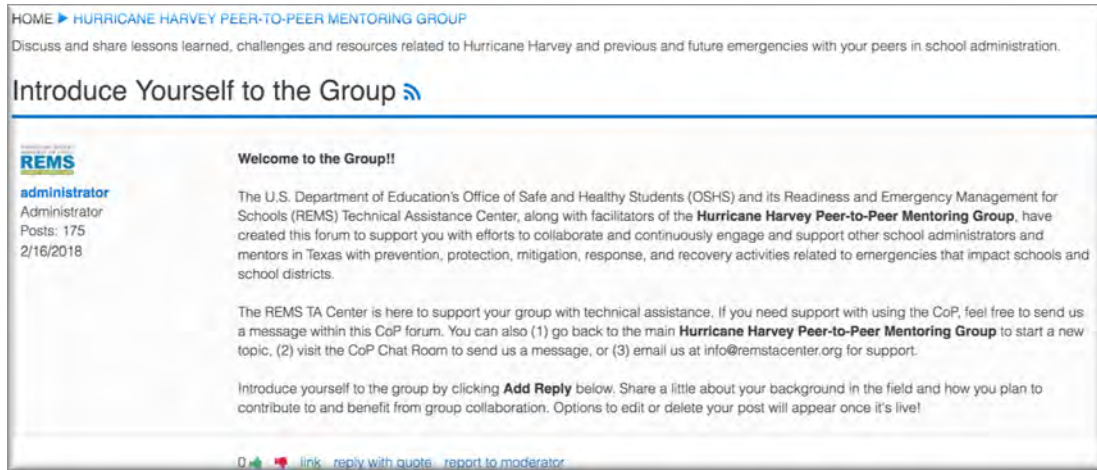 HOME ▶ HURRICANE HARVEY PEER-TO-PEER MENTORING GROUP
Discuss and share lessons learned, challenges and resources related to Hurricane Harvey and previous and future emergencies with your peers in school administration.
Introduce Yourself to the Group
REMS
administrator
Administrator
Posts: 175
2/16/2018
Welcome to the Group!!
The U.S. Department of Education's Office of Safe and Healthy Students (OSHS) and its Readiness and Emergency Management for
Schools (REMS) Technical Assistance Center, along with facilitators of the Hurricane Harvey Peer-to-Peer Mentoring Group, have
created this forum to support you with efforts to collaborate and continuously engage and support other school administrators and
mentors in Texas with prevention, protection, mitigation, response, and recovery activities related to emergencies that impact schools and
school districts.
The REMS TA Center is here to support your group with technical assistance. If you need support with using the CoP, feel free to send us
a message within this CoP forum. You can also (1) go back to the main Hurricane Harvey Peer-to-Peer Mentoring Group to start a new
topic, (2) visit the CoP Chat Room to send us a message, or (3) email us at info@remstacenter.org for support.
Introduce yourself to the group by clicking Add Reply below. Share a little about your background in the field and how you plan to
contribute to and benefit from group collaboration. Options to edit or delete your post will appear once it's live!
0 link reply with quote report to moderator